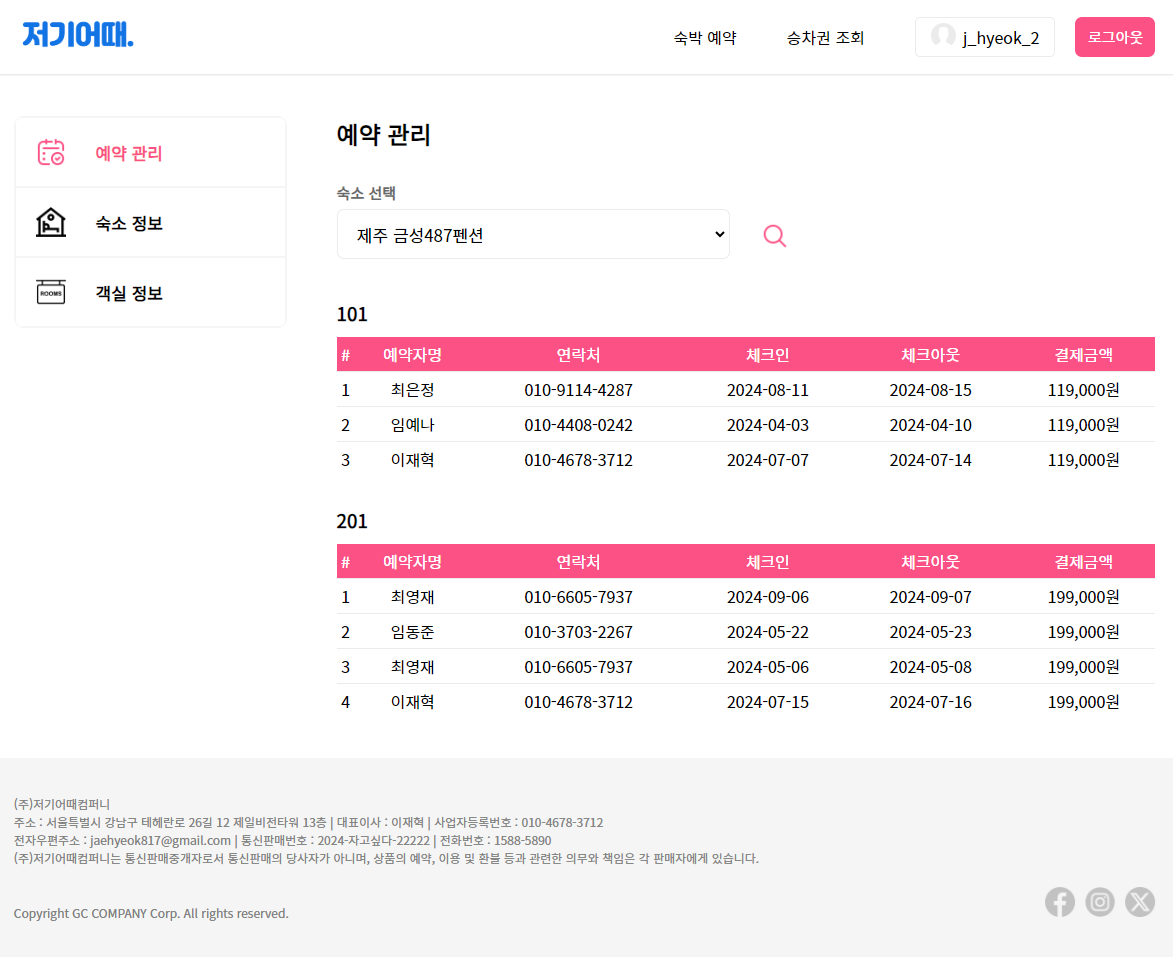 저기어때.
숙박 예약 승차권 조회 j_hyeok_2 로그아웃
예약 관리
숙소 정보
ROOMS 객실 정보
예약 관리
숙소 선택
제주 금성487펜션
101
# 예약자명 연락처 체크인 체크아웃 결제금액
1 최은정 010-9114-4287 2024-08-11 2024-08-15 119,000원
2 임예나 010-4408-0242 2024-04-03 2024-04-10 119,000원
3 이재혁 010-4678-3712 2024-07-07 2024-07-14 119,000원
201
# 예약자명 연락처 체크인 체크아웃 결제금액
1 최영재 010-6605-7937 2024-09-06 2024-09-07 199,000원
2 임동준 010-3703-2267 2024-05-22 2024-05-23 199,000원
3 최영재 010-6605-7937 2024-05-06 2024-05-08 199,000원
4 이재혁 010-4678-3712 2024-07-15 2024-07-16 199,000원
(주)저기어때컴퍼니
주소 : 서울특별시 강남구 테헤란로 26길 12 제일비전타워 13층 | 대표이사 : 이재혁 | 사업자등록번호 : 010-4678-3712
전자우편주소 : jaehyeok817@gmail.com | 통신판매번호 : 2024-자고싶다-22222 | 전화번호 : 1588-5890
(주)저기어때컴퍼니는 통신판매중개자로서 통신판매의 당사자가 아니며, 상품의 예약, 이용 및 환불 등과 관련한 의무와 책임은 각 판매자에게 있습니다.
Copyright GC COMPANY Corp. All rights reserved.